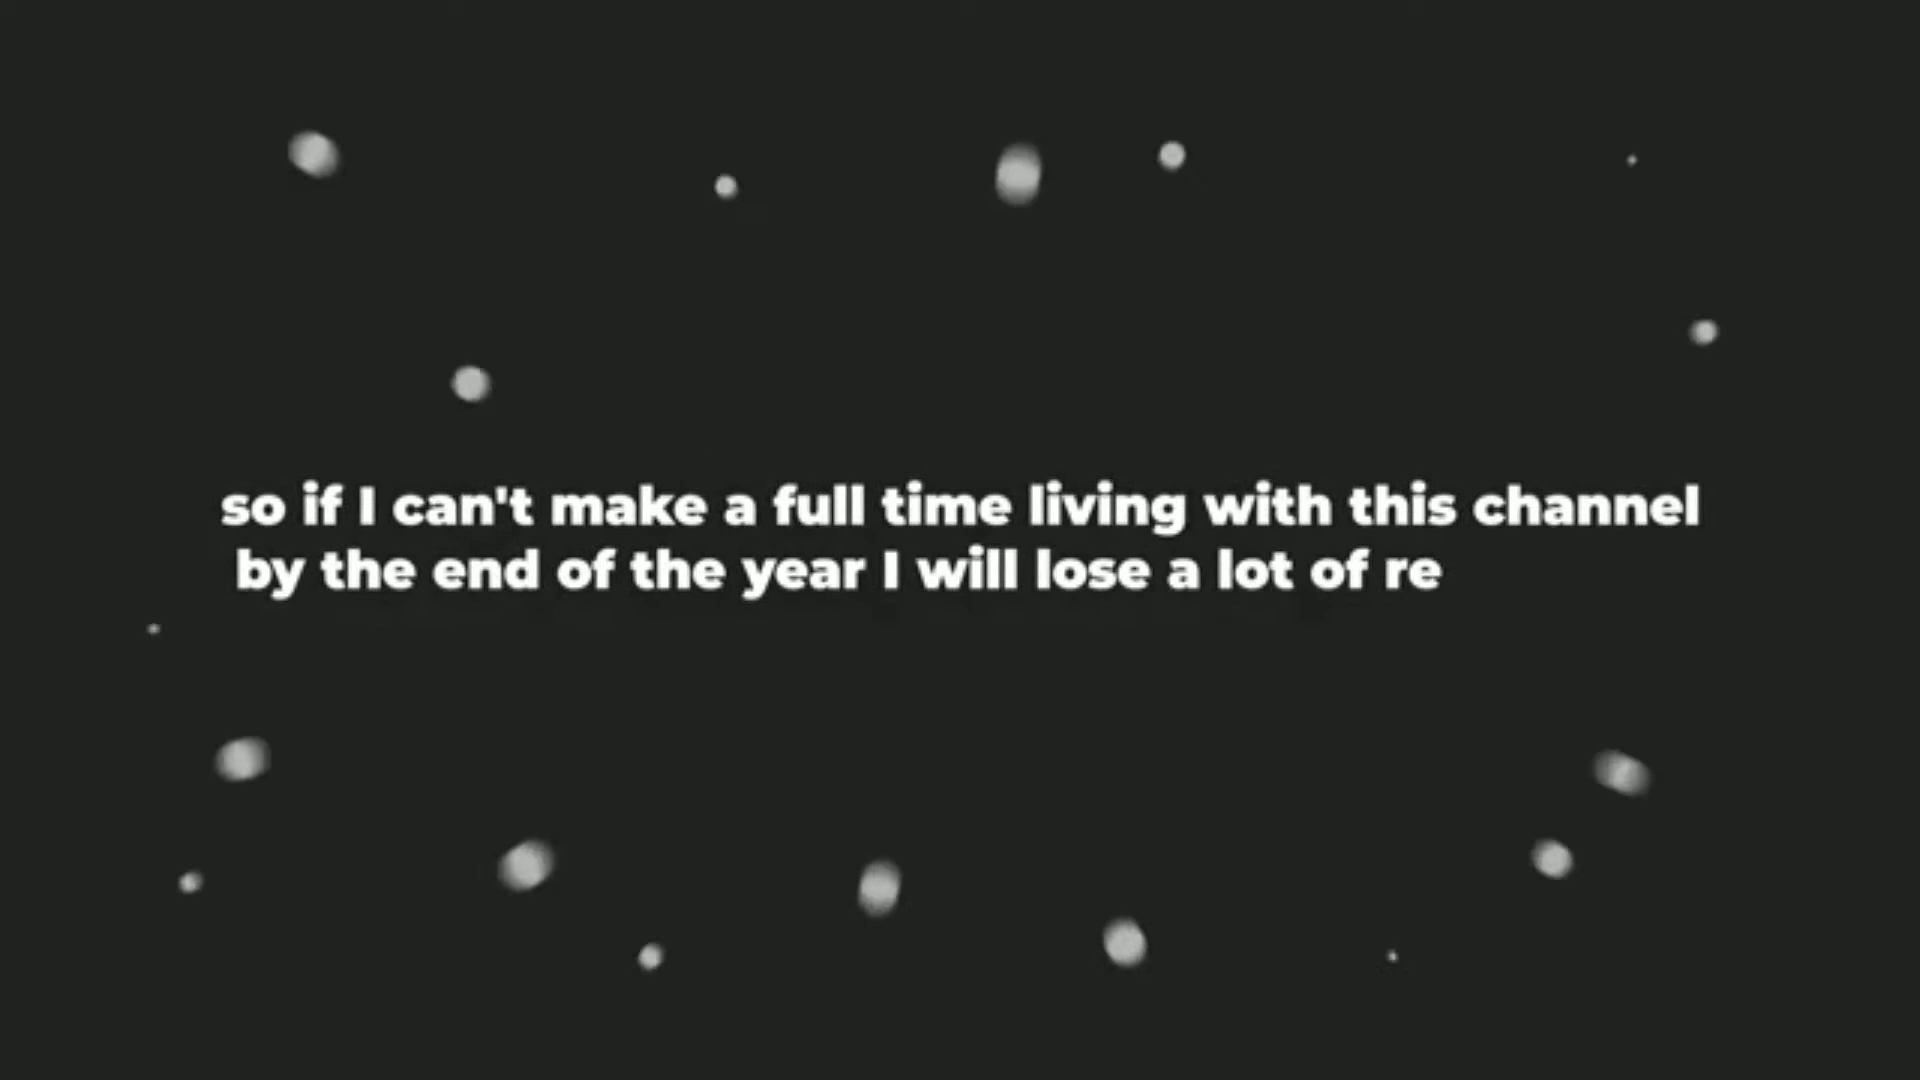 so if I can't make a full time living with this channel
by the end of the year I will lose a lot of re